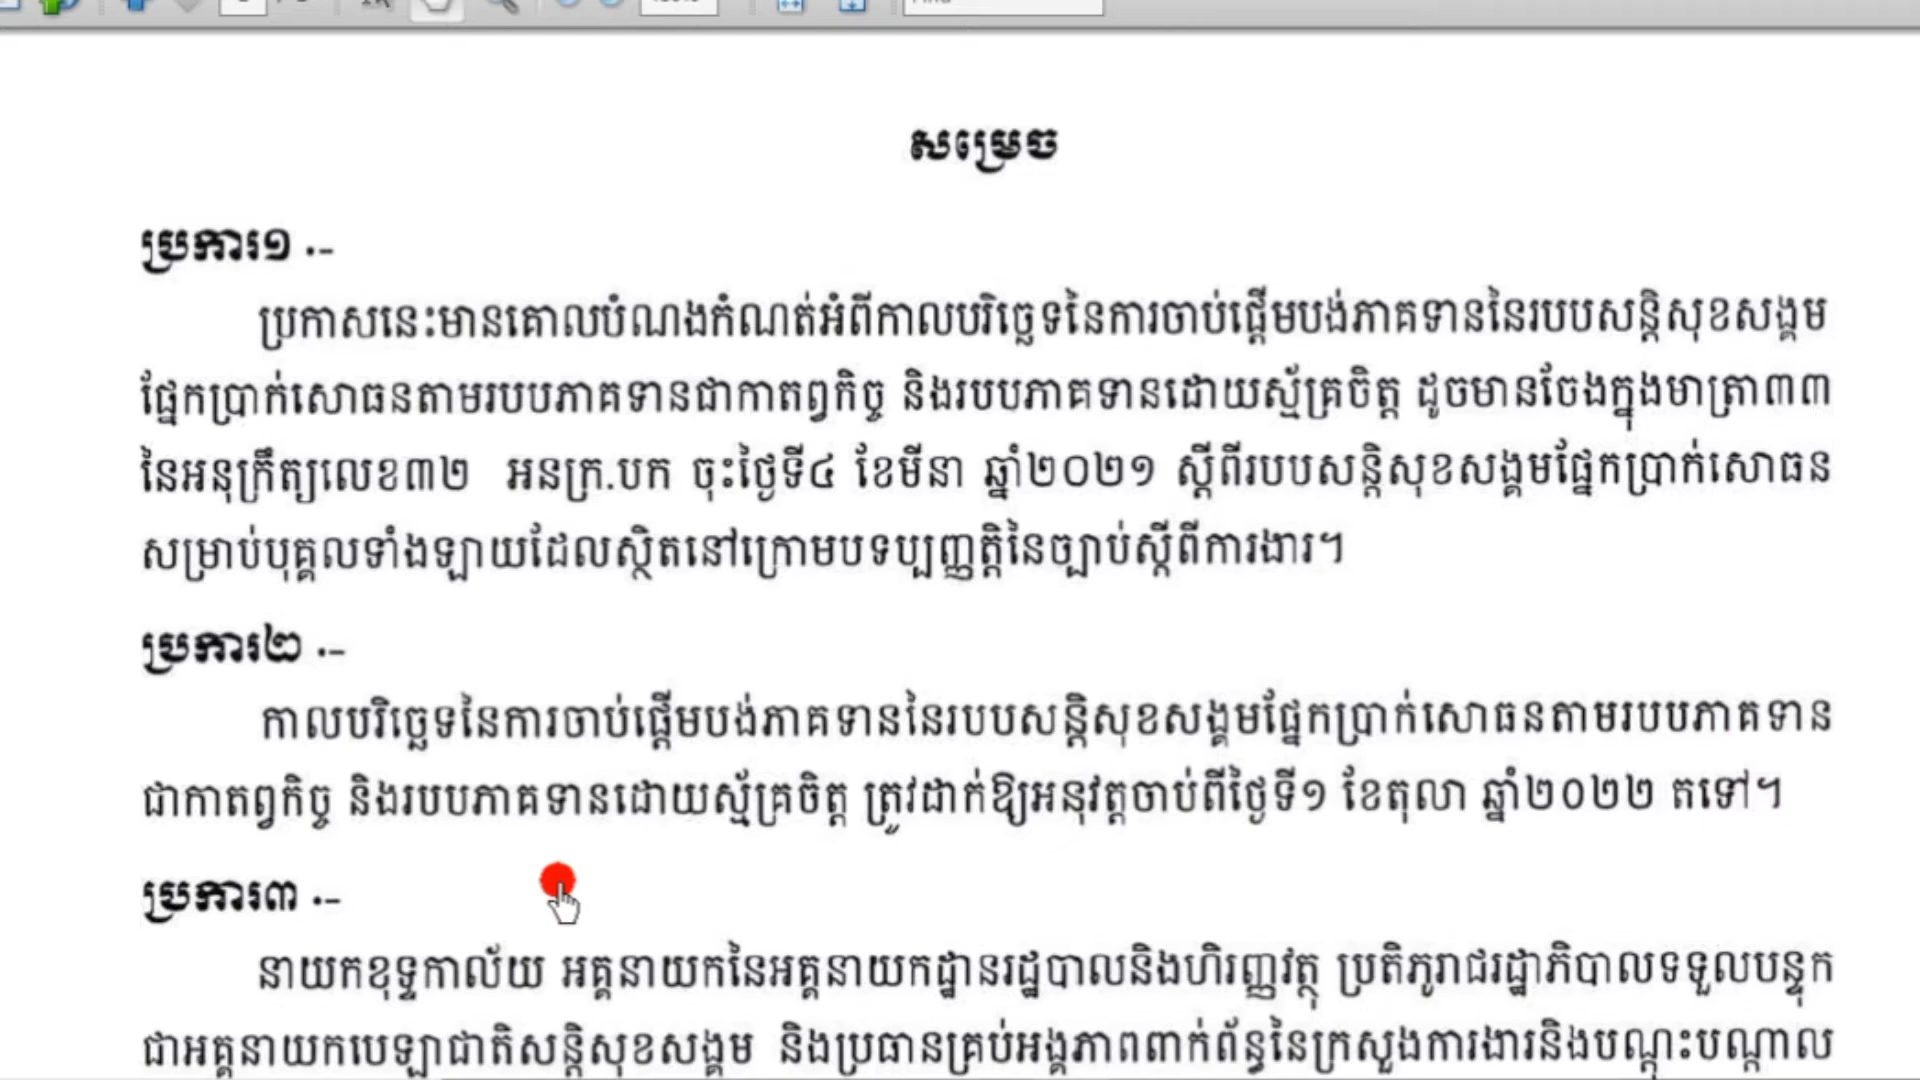 សម្រេច
ប្រការ១ .-
ប្រកាសនេះមានគោលបំណងកំណត់អំពីកាលបរិច្ឆេទនៃការចាប់ផ្ដើមបង់ភាគទាននៃរបបសន្តិសុខសង្គម
ផ្នែកប្រាក់សោធនតាមរបបភាគទានជាកាតព្វកិច្ច និងរបបភាគទានដោយស្ម័គ្រចិត្ត ដូចមានចែងក្នុងមាត្រា៣៣
នៃអនុក្រឹត្យលេខ៣២ អនក្រ.បក ចុះថ្ងៃទី៤ ខែមីនា ឆ្នាំ២០២១ ស្ដីពីរបបសន្តិសុខសង្គមផ្នែកប្រាក់សោធន
សម្រាប់បុគ្គលទាំងឡាយដែលស្ថិតនៅក្រោមបទប្បញ្ញត្តិនៃច្បាប់ស្ដីពីការងារ។
ប្រការ២ .-
កាលបរិច្ឆេទនៃការចាប់ផ្ដើមបង់ភាគទាននៃរបបសន្តិសុខសង្គមផ្នែកប្រាក់សោធនតាមរបបភាគទាន
ជាកាតព្វកិច្ច និងរបបភាគទានដោយស្ម័គ្រចិត្ត ត្រូវដាក់ឱ្យអនុវត្តចាប់ពីថ្ងៃទី១ ខែតុលា ឆ្នាំ២០២២ តទៅ។
ប្រការ៣ .-
នាយកខុទ្ទកាល័យ អគ្គនាយកនៃអគ្គនាយកដ្ឋានរដ្ឋបាលនិងហិរញ្ញវត្ថុ ប្រតិភូរាជរដ្ឋាភិបាលទទួលបន្ទុក
ជាអគ្គនាយកបេឡាជាតិសន្តិសុខសង្គម និងប្រធានគ្រប់អង្គភាពពាក់ព័ន្ធនៃក្រសួងការងារនិងបណ្ដុះបណ្ដាល